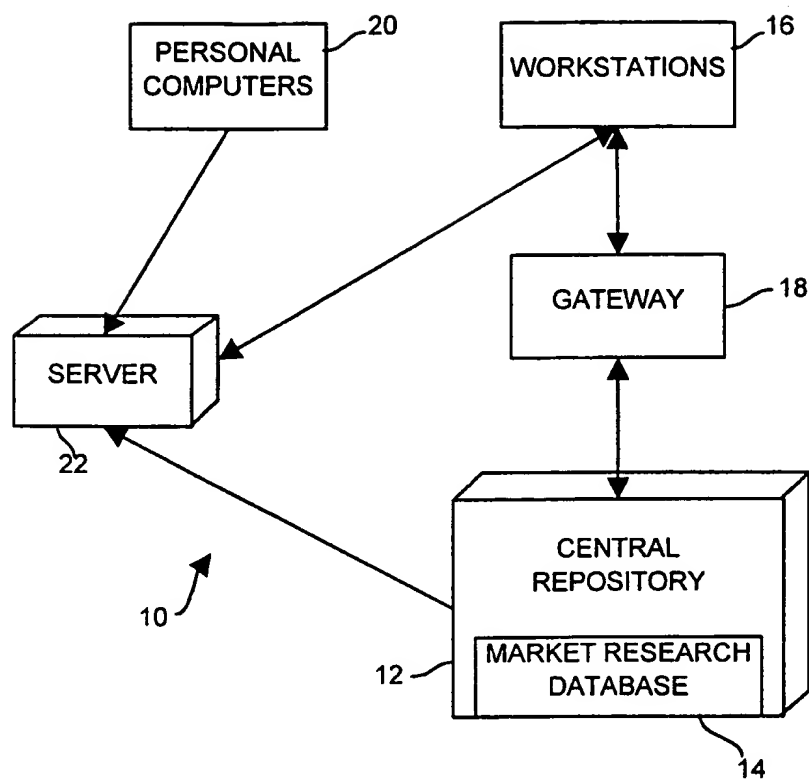 20
PERSONAL
COMPUTERS
16
WORKSTATIONS
GATEWAY
18
SERVER
22
10
CENTRAL
REPOSITORY
12
MARKET RESEARCH
DATABASE
14